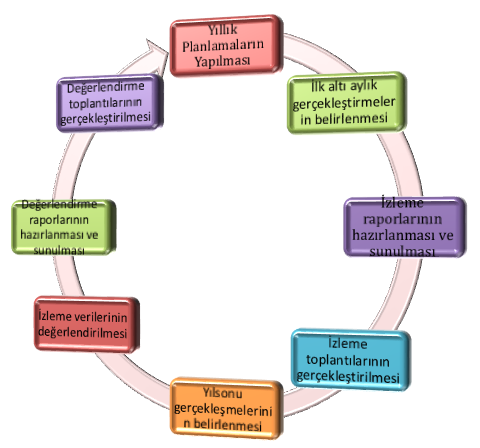 Yıllık
Planlamaların
Yapılması
İlk altı aylık
gerçekleştirmeler
in belirlenmesi
İzleme
raporlarının
hazırlanması ve
sunulması
İzleme
toplantılarının
gerçekleştirilmesi
Yılsonu
gerçekleşmelerini
n belirlenmesi
İzleme verilerinin
değerlendirilmesi
Değerlendirme
raporlarının
hazırlanması ve
sunulması
Değerlendirme
toplantılarının
gerçekleştirilmesi